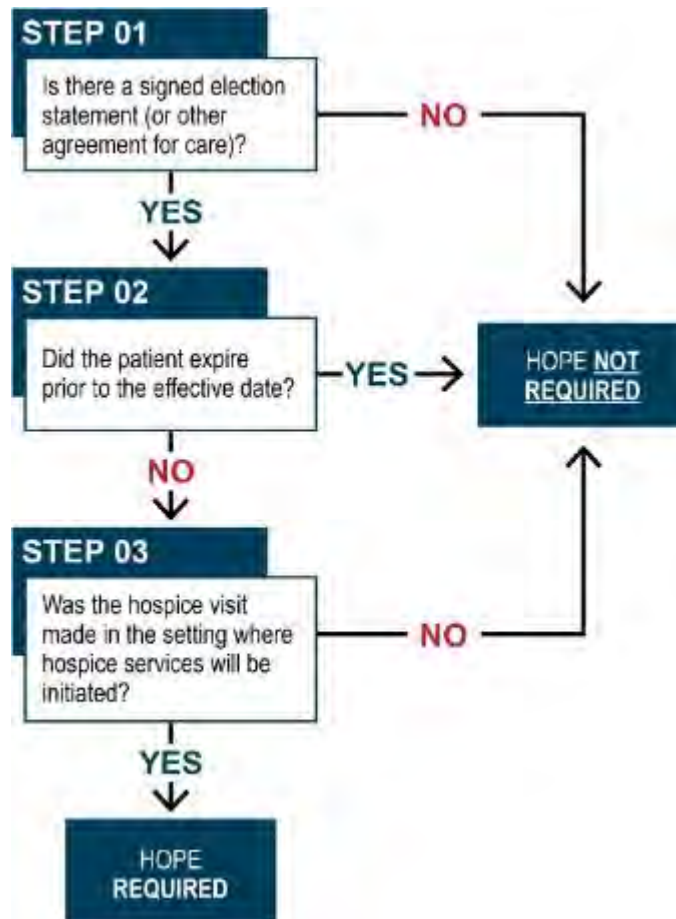 STEP 01
Is there a signed election
statement (or other
agreement for care)?
NO
YES
STEP 02
Did the patient expire
prior to the effective date?
YES
HOPE NOT
REQUIRED
NO
STEP 03
Was the hospice visit
made in the setting where
hospice services will be
initiated?
NO
YES
HOPE
REQUIRED